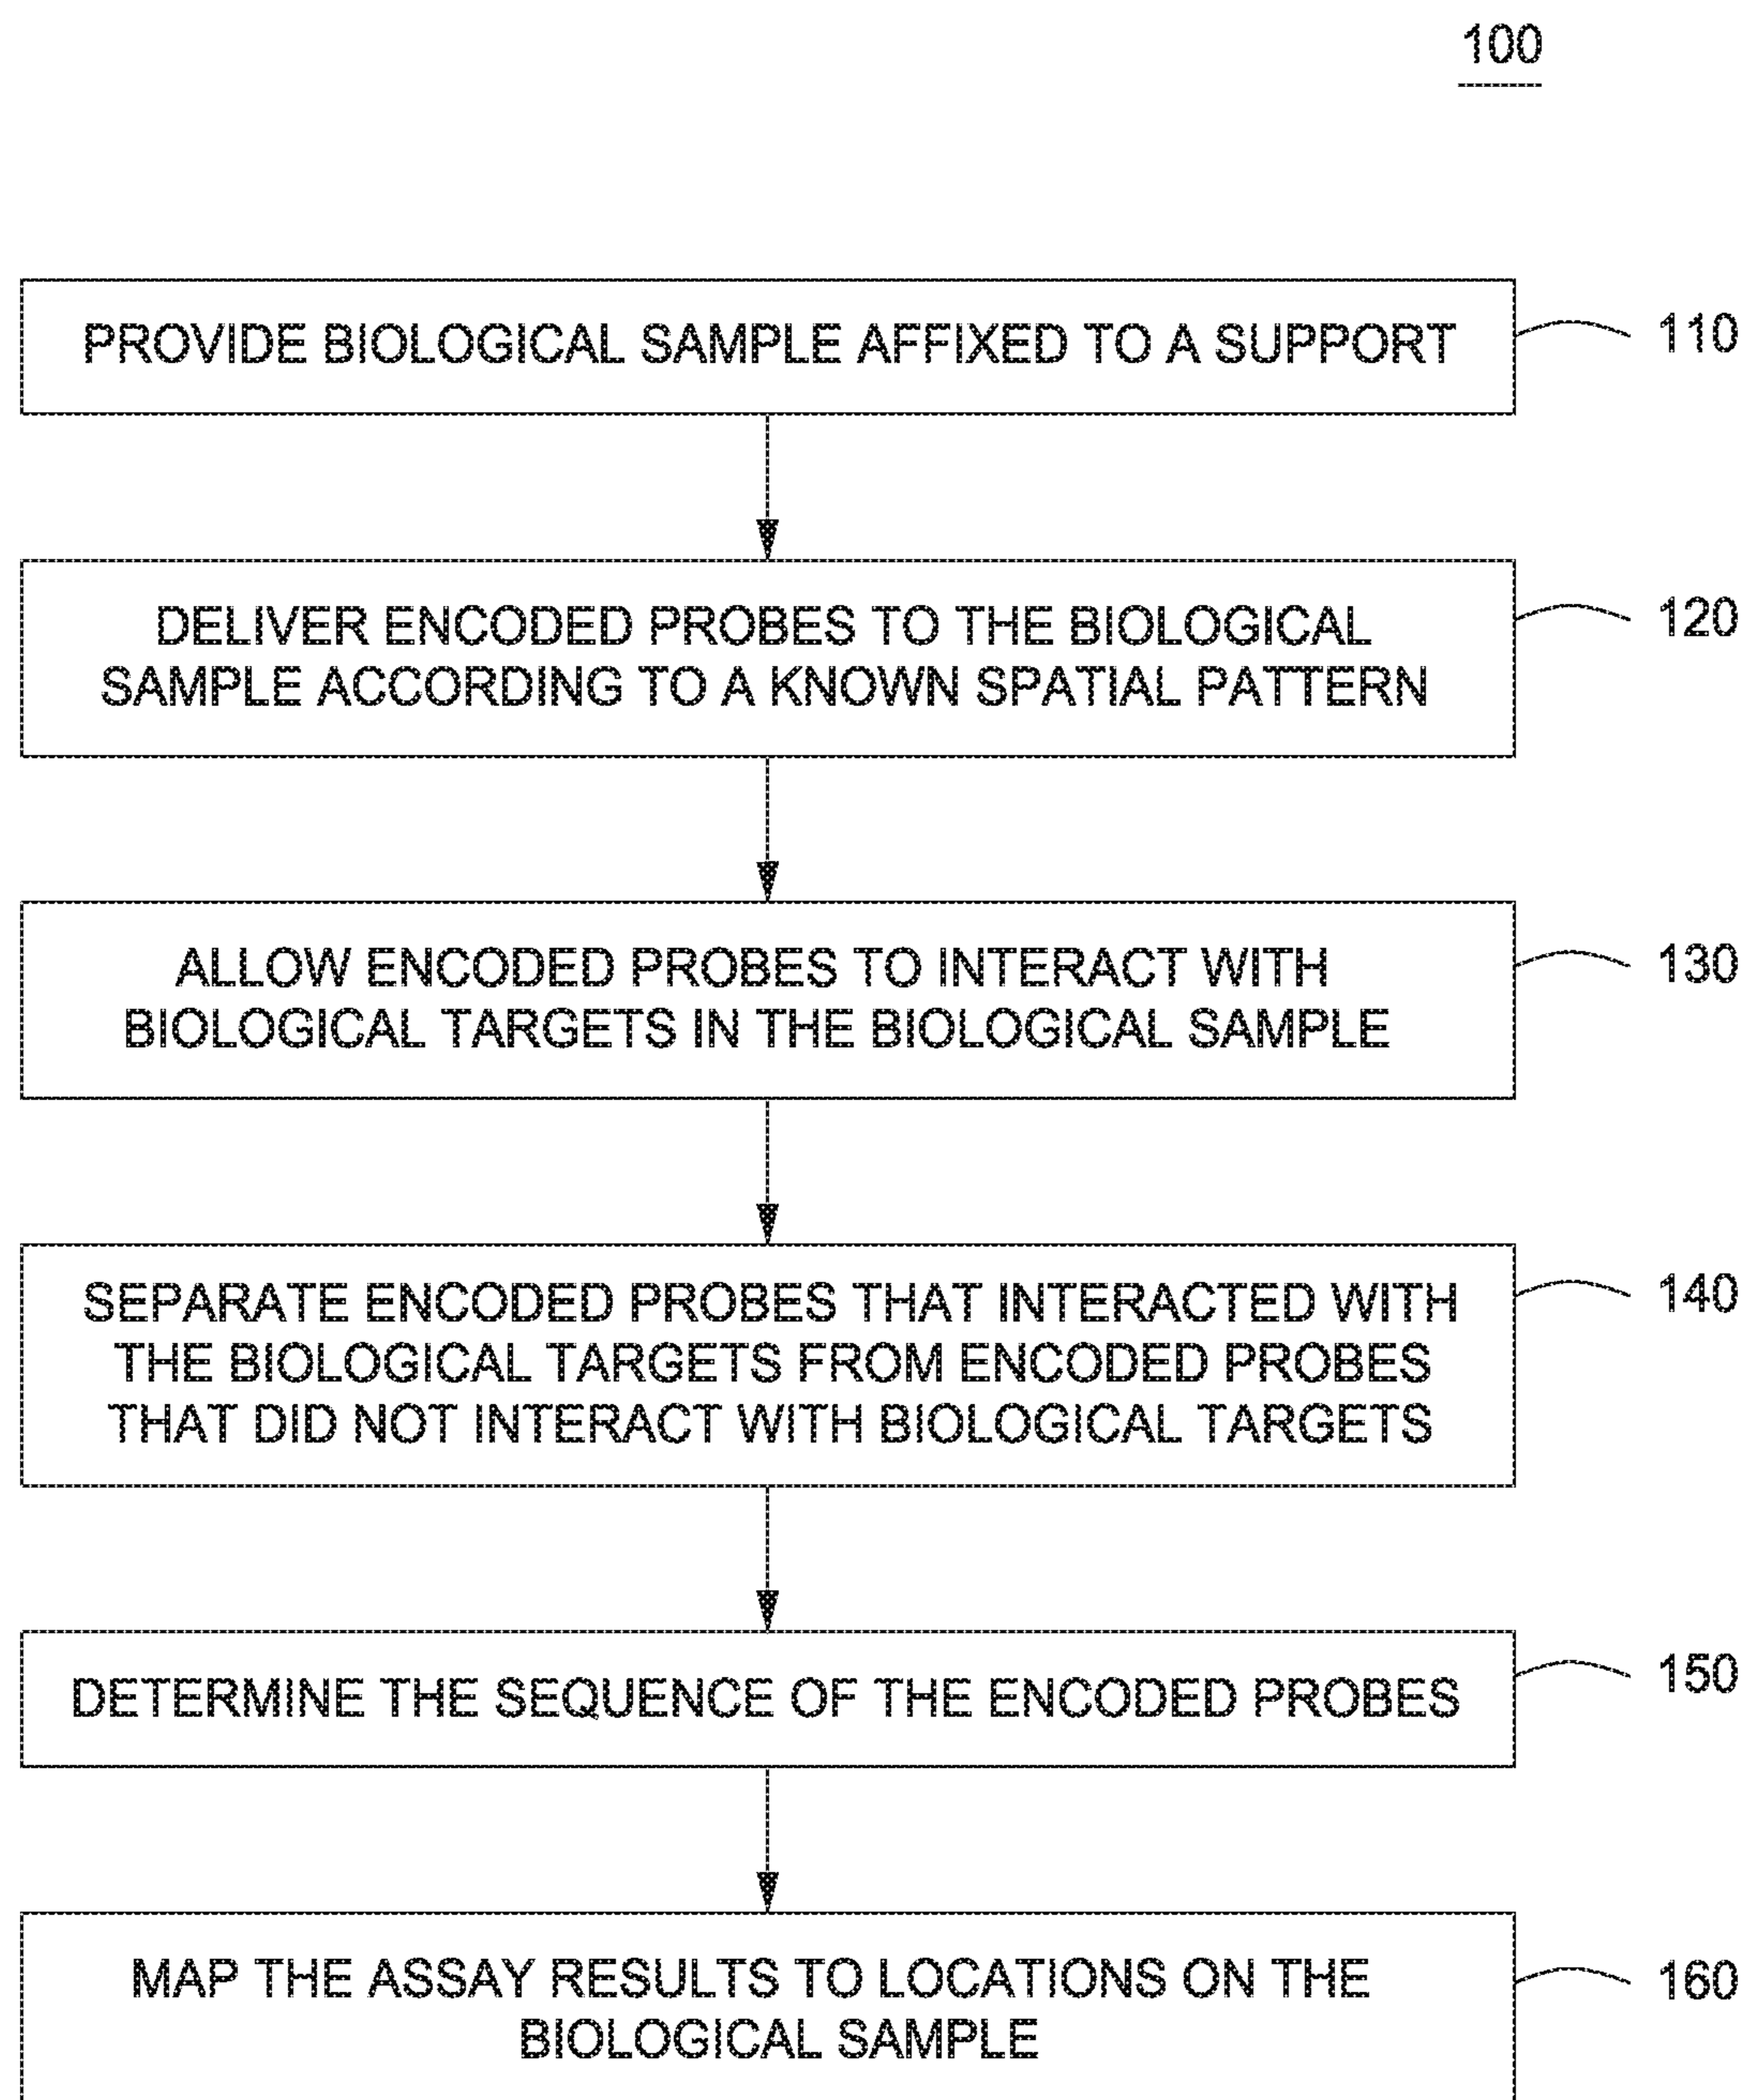 100
PROVIDE BIOLOGICAL SAMPLE AFFIXED TO A SUPPORT
110
DELIVER ENCODED PROBES TO THE BIOLOGICAL
SAMPLE ACCORDING TO A KNOWN SPATIAL PATTERN
120
ALLOW ENCODED PROBES TO INTERACT WITH
BIOLOGICAL TARGETS IN THE BIOLOGICAL SAMPLE
130
SEPARATE ENCODED PROBES THAT INTERACTED WITH
THE BIOLOGICAL TARGETS FROM ENCODED PROBES
THAT DID NOT INTERACT WITH BIOLOGICAL TARGETS
140
DETERMINE THE SEQUENCE OF THE ENCODED PROBES
150
MAP THE ASSAY RESULTS TO LOCATIONS ON THE
BIOLOGICAL SAMPLE
160